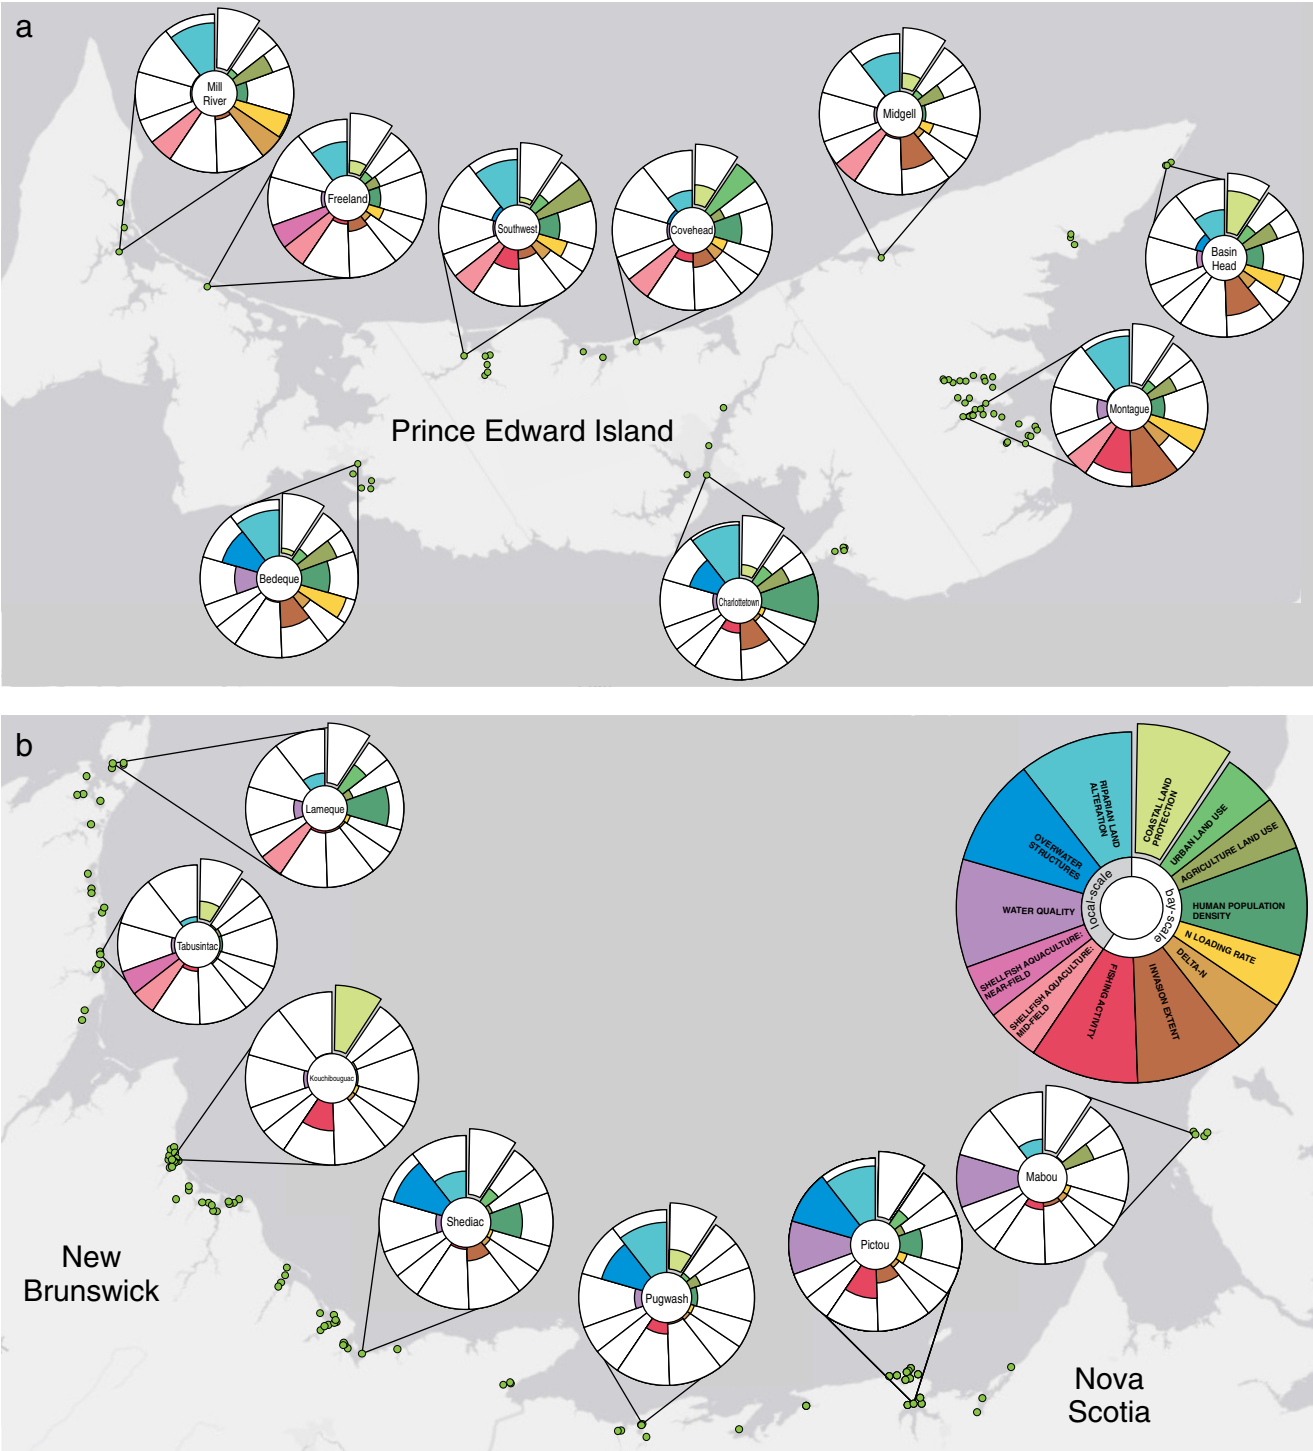 a
Mill
River
Freeland
Southwest
Covehead
Midgell
Basin
Head
Montague
Prince Edward Island
Bedeque
Charlottetown
b
Lameque
Tabusintac
Kouchibouguac
Shediac
Pugwash
Pictou
Mabou
New
Brunswick
Nova
Scotia
RIPARIAN LAND
ALTERATION
COASTAL LAND
PROTECTION
URBAN LAND USE
AGRICULTURE LAND USE
HUMAN POPULATION
DENSITY
N LOADING RATE
DELTA-N
INVASION EXTENT
FISHING ACTIVITY
SHELLFISH AQUACULTURE:
MID-FIELD
SHELLFISH AQUACULTURE:
NEAR-FIELD
WATER QUALITY
OVERWATER
STRUCTURES
local-scale
bay-scale